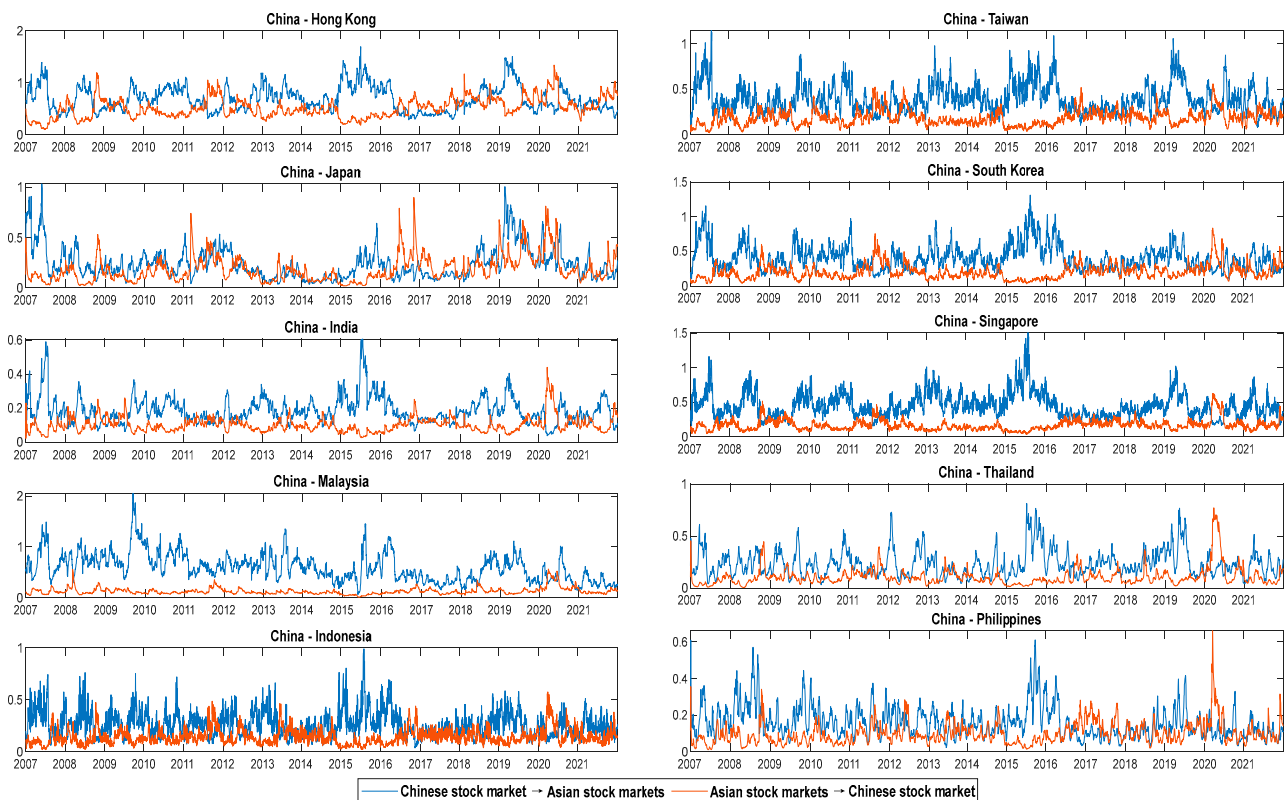 China - Hong Kong
2
1
0
2007 2008 2009 2010 2011 2012 2013 2014 2015 2016 2017 2018 2019 2020 2021
China - Taiwan
1
0.5
0
2007 2008 2009 2010 2011 2012 2013 2014 2015 2016 2017 2018 2019 2020 2021
China - Japan
1
0.5
0
2007 2008 2009 2010 2011 2012 2013 2014 2015 2016 2017 2018 2019 2020 2021
China - South Korea
1.5
1
0.5
0
2007 2008 2009 2010 2011 2012 2013 2014 2015 2016 2017 2018 2019 2020 2021
China - India
0.6
0.4
0.2
0
2007 2008 2009 2010 2011 2012 2013 2014 2015 2016 2017 2018 2019 2020 2021
China - Singapore
1.5
1
0.5
0
2007 2008 2009 2010 2011 2012 2013 2014 2015 2016 2017 2018 2019 2020 2021
China - Malaysia
2
1
0
2007 2008 2009 2010 2011 2012 2013 2014 2015 2016 2017 2018 2019 2020 2021
China - Thailand
1
0.5
0
2007 2008 2009 2010 2011 2012 2013 2014 2015 2016 2017 2018 2019 2020 2021
China - Indonesia
1
0.5
0
2007 2008 2009 2010 2011 2012 2013 2014 2015 2016 2017 2018 2019 2020 2021
China - Philippines
0.6
0.4
0.2
0
2007 2008 2009 2010 2011 2012 2013 2014 2015 2016 2017 2018 2019 2020 2021
Chinese stock market → Asian stock markets Asian stock markets → Chinese stock market